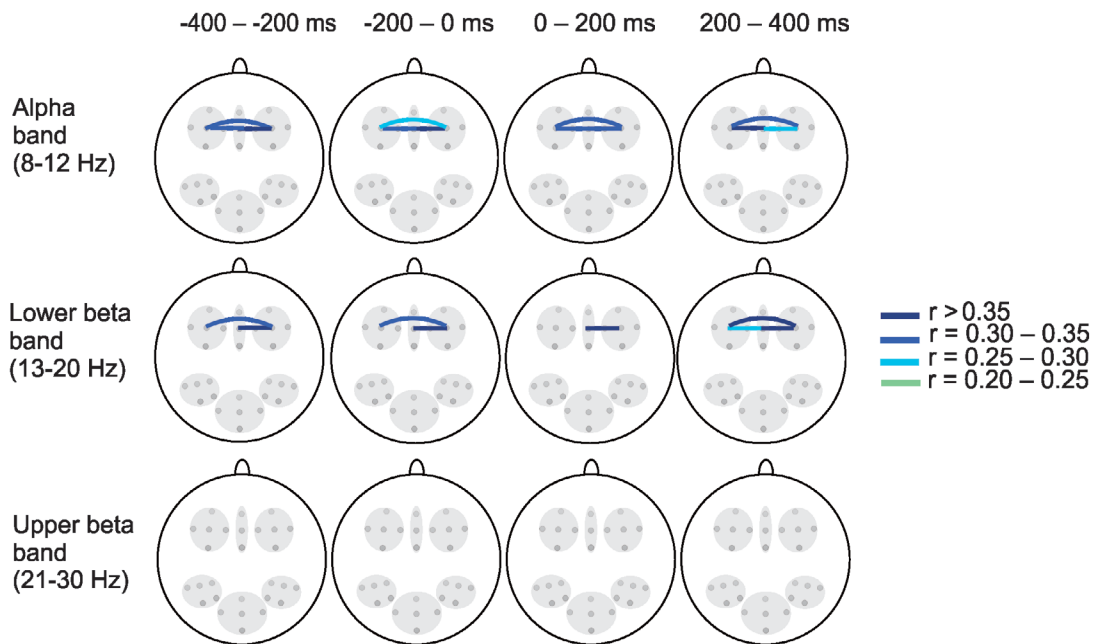 -400 – -200 ms
-200 – 0 ms
0 – 200 ms
200 – 400 ms
Alpha
band
(8-12 Hz)
Lower beta
band
(13-20 Hz)
r > 0.35
r = 0.30 – 0.35
r = 0.25 – 0.30
r = 0.20 – 0.25
Upper beta
band
(21-30 Hz)